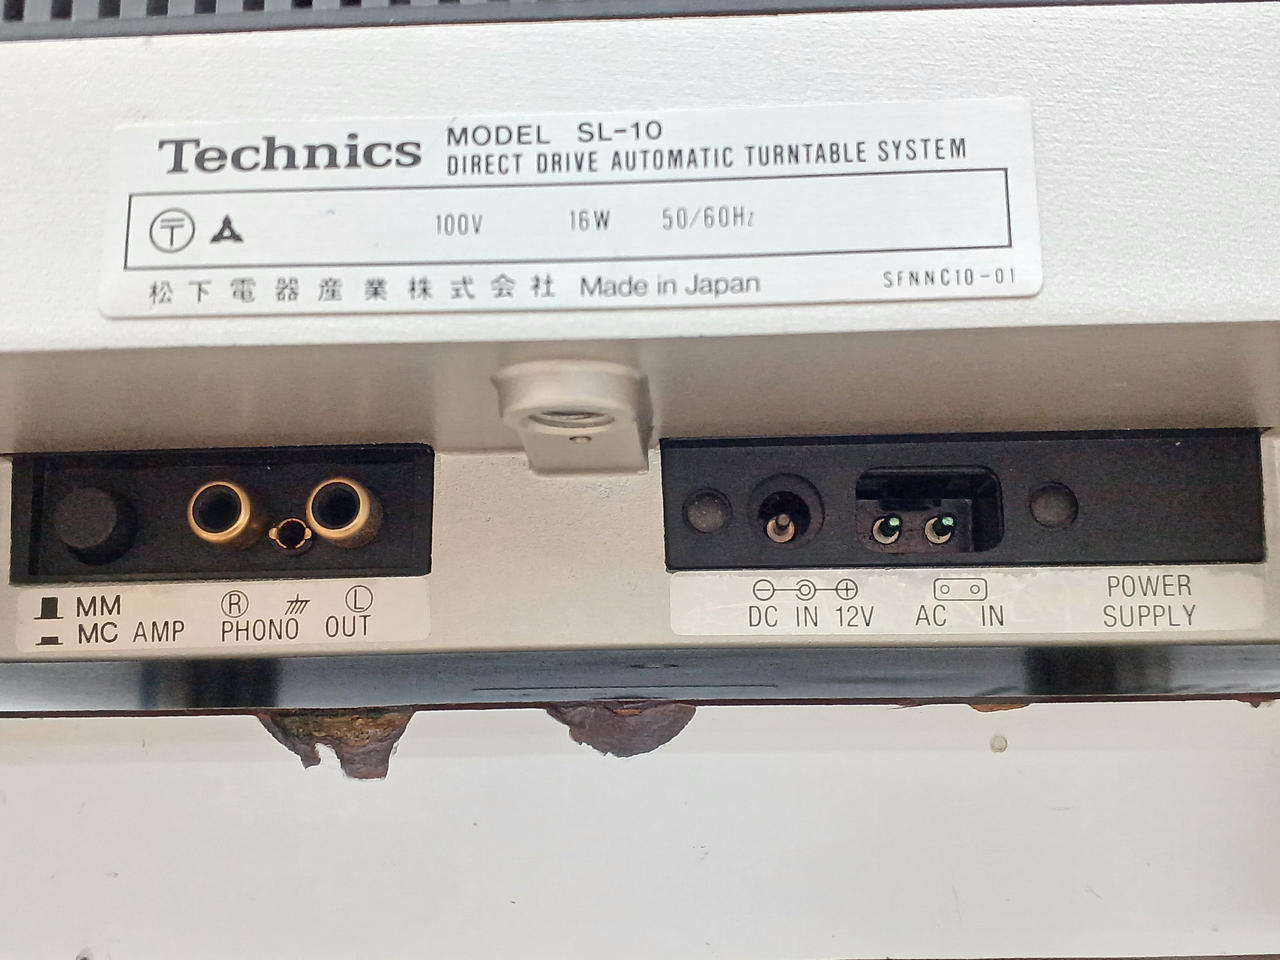 Technics
MODEL SL-10
DIRECT DRIVE AUTOMATIC TURNTABLE SYSTEM
100V 16W 50/60Hz
松下電器産業株式会社 Made in Japan SFNNC10-01
MM
MC AMP
R L
PHONO OUT
DC IN 12V
AC IN
POWER
SUPPLY